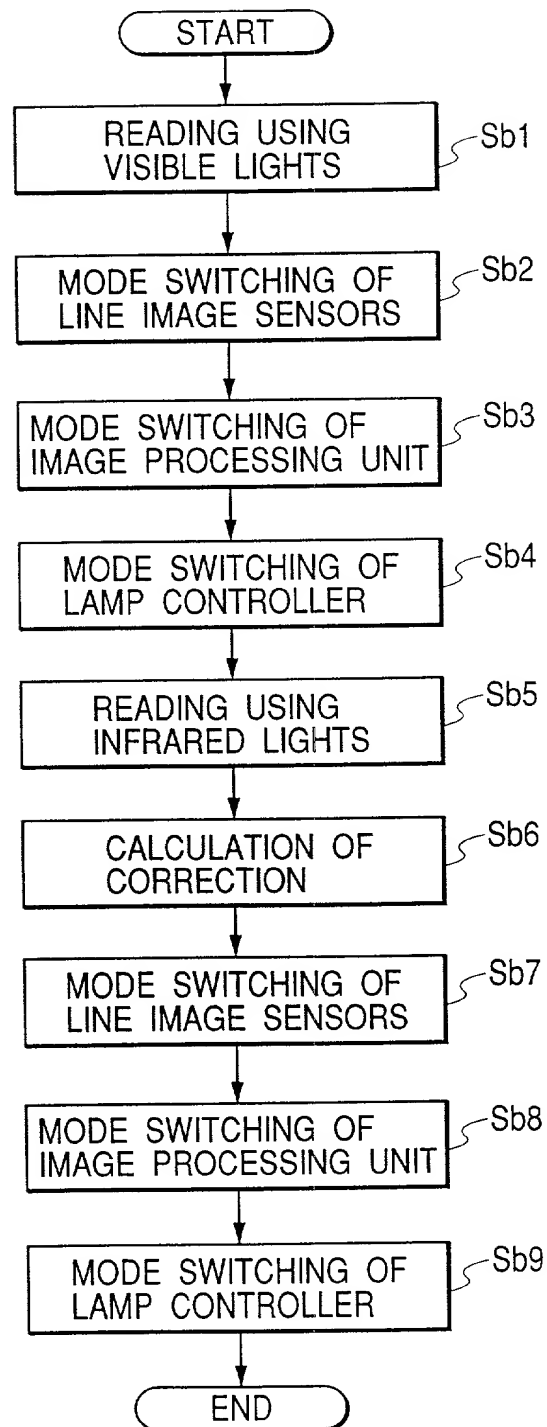 START
READING USING
VISIBLE LIGHTS
Sb1
MODE SWITCHING OF
LINE IMAGE SENSORS
Sb2
MODE SWITCHING OF
IMAGE PROCESSING UNIT
Sb3
MODE SWITCHING OF
LAMP CONTROLLER
Sb4
READING USING
INFRARED LIGHTS
Sb5
CALCULATION OF
CORRECTION
Sb6
MODE SWITCHING OF
LINE IMAGE SENSORS
Sb7
MODE SWITCHING OF
IMAGE PROCESSING UNIT
Sb8
MODE SWITCHING OF
LAMP CONTROLLER
Sb9
END